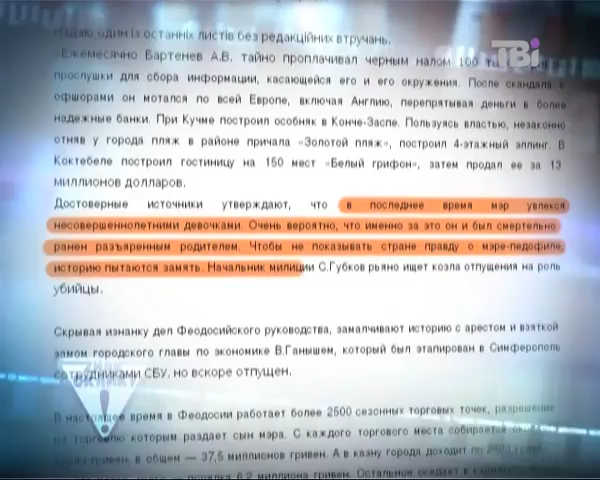 ТВі
Надаю один із останніх листів без редакційних втручань.
-Ежемесячно Бартенев А.В. тайно проплачивал черным налом 100
прослушки для сбора информации, касающейся его и его окружения. После скандала с
офшорами он мотался по всей Европе, включая Англию, перепрятывая деньги в более
надежные банки. При Кучме построил особняк в Конче-Заспе. Пользуясь властью, незаконно
отняв у города пляж в районе причала «Золотой пляж», построил 4-этажный эллинг. В
Коктебеле построил гостиницу на 150 мест «Белый грифон», затем продал ее за 13
миллионов долларов.
Достоверные источники утверждают, что в последнее время мэр увлекся
несовершеннолетними девочками. Очень вероятно, что именно за это он и был смертельно
ранен разъяренным родителем. Чтобы не показывать стране правду о мэре-педофиле,
историю пытаются замять. Начальник милиции С.Губков рьяно ищет козла отпущения на роль
убийцы.
Скрывая изнанку дел Феодосийского руководства, замалчивают историю с арестом и взяткой
замом городского главы по экономике В.Ганышем, который был этапирован в Симферополь
сотрудниками СБУ, но вскоре отпущен.
В настоящее время в Феодосии работает более 2500 сезонных торговых точек, разрешение
на торговлю которым раздает сын мэра. С каждого торгового места собирается
гривен, в общем — 37,5 миллионов гривен. А в казну города доходит по 2500
6,2 миллиона гривен. Остальное оседает в